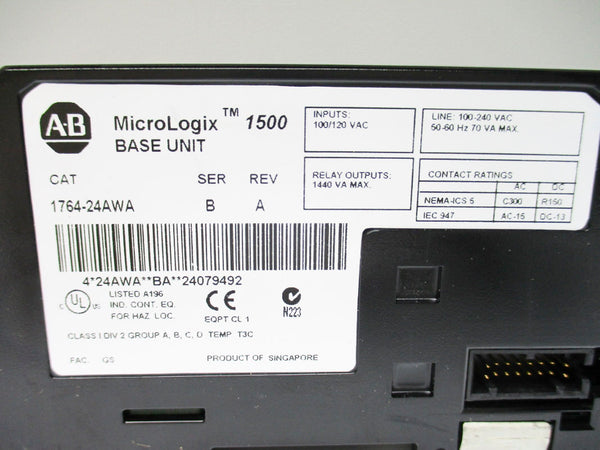 A-B
MicroLogix™ 1500
BASE UNIT
CAT SER REV
1764-24AWA B A
4*24AWA**BA**24079492
C UL US
LISTED A196
IND. CONT. EQ.
FOR HAZ. LOC.
CE
EQPT CL 1
N223
CLASS I DIV 2 GROUP A, B, C, D TEMP T3C
FAC. GS PRODUCT OF SINGAPORE
INPUTS:
100/120 VAC
LINE: 100-240 VAC
50-60 Hz 70 VA MAX.
RELAY OUTPUTS:
1440 VA MAX.
CONTACT RATINGS
AC DC
NEMA-ICS 5 C300 R150
IEC 947 AC-15 DC-13